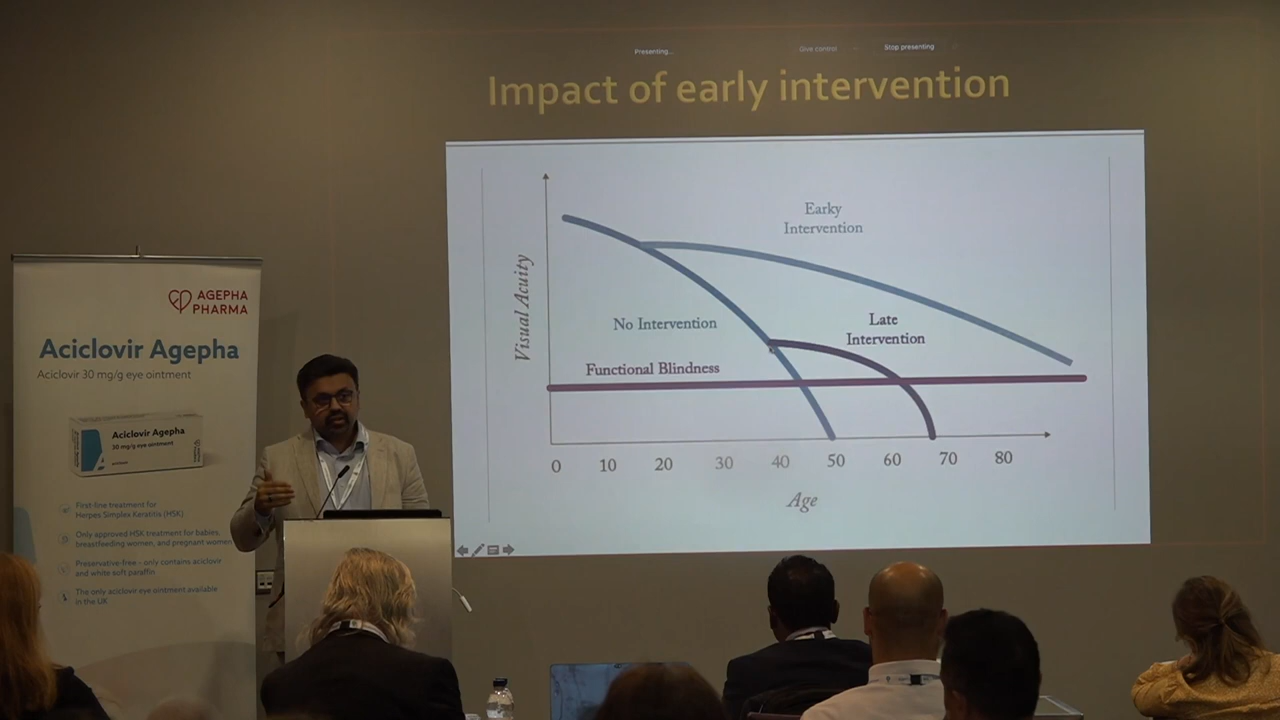 Presenting...
Give control
Stop presenting
Impact of early intervention
Visual Acuity
Earky
Intervention
No Intervention
Late
Intervention
Functional Blindness
0 10 20 30 40 50 60 70 80
Age
AGEPHA
PHARMA
Aciclovir Agepha
Aciclovir 30 mg/g eye ointment
Aciclovir Agepha
30 mg/g eye ointment
First-line treatment for
Herpes Simplex Keratitis (HSK)
Only approved HSK treatment for babies,
breastfeeding women, and pregnant women
Preservative-free – only contains aciclovir
and white soft paraffin
The only aciclovir eye ointment available
in the UK